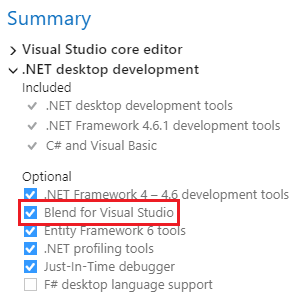 Summary
Visual Studio core editor
.NET desktop development
Included
.NET desktop development tools
.NET Framework 4.6.1 development tools
C# and Visual Basic
Optional
.NET Framework 4 – 4.6 development tools
Blend for Visual Studio
Entity Framework 6 tools
.NET profiling tools
Just-In-Time debugger
F# desktop language support